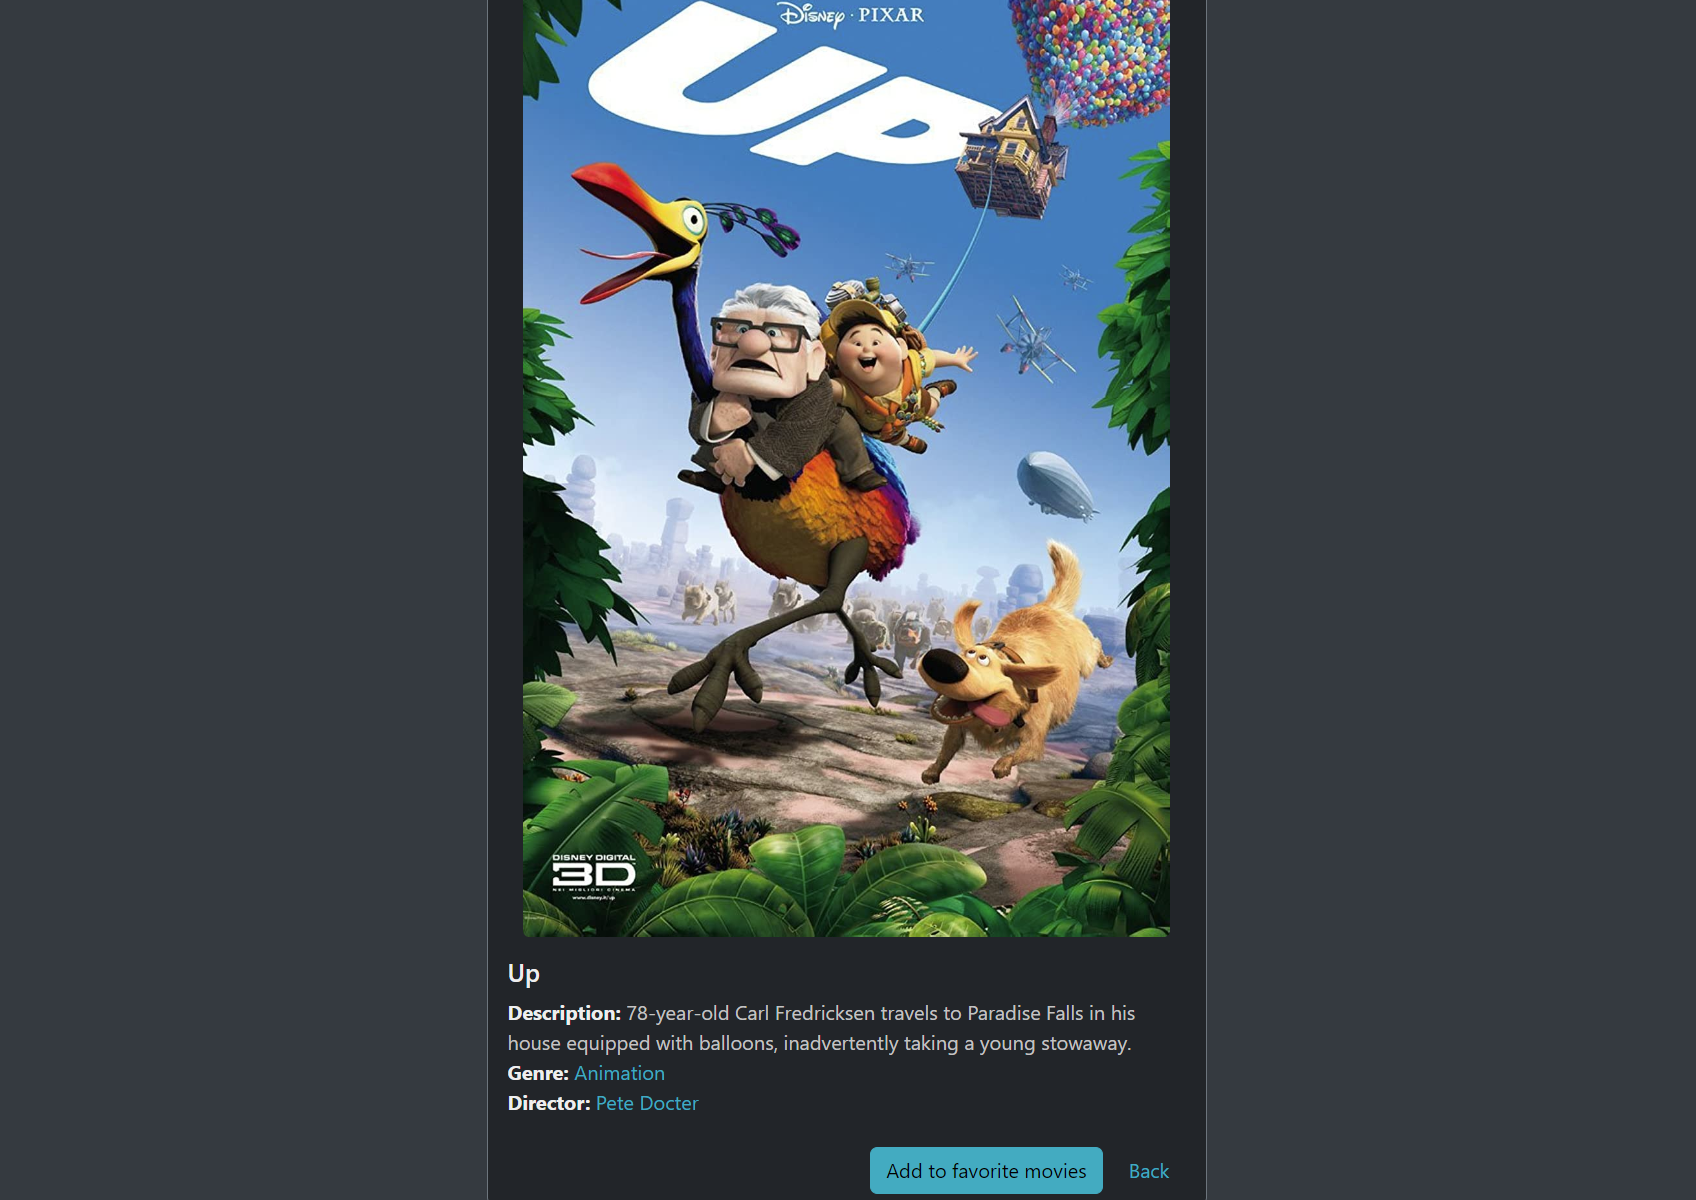 Disney · PIXAR
UP
DISNEY DIGITAL
3D
NEI MIGLIORI CINEMA
www.disney.it/up
Up
Description: 78-year-old Carl Fredricksen travels to Paradise Falls in his
house equipped with balloons, inadvertently taking a young stowaway.
Genre: Animation
Director: Pete Docter
Add to favorite movies
Back